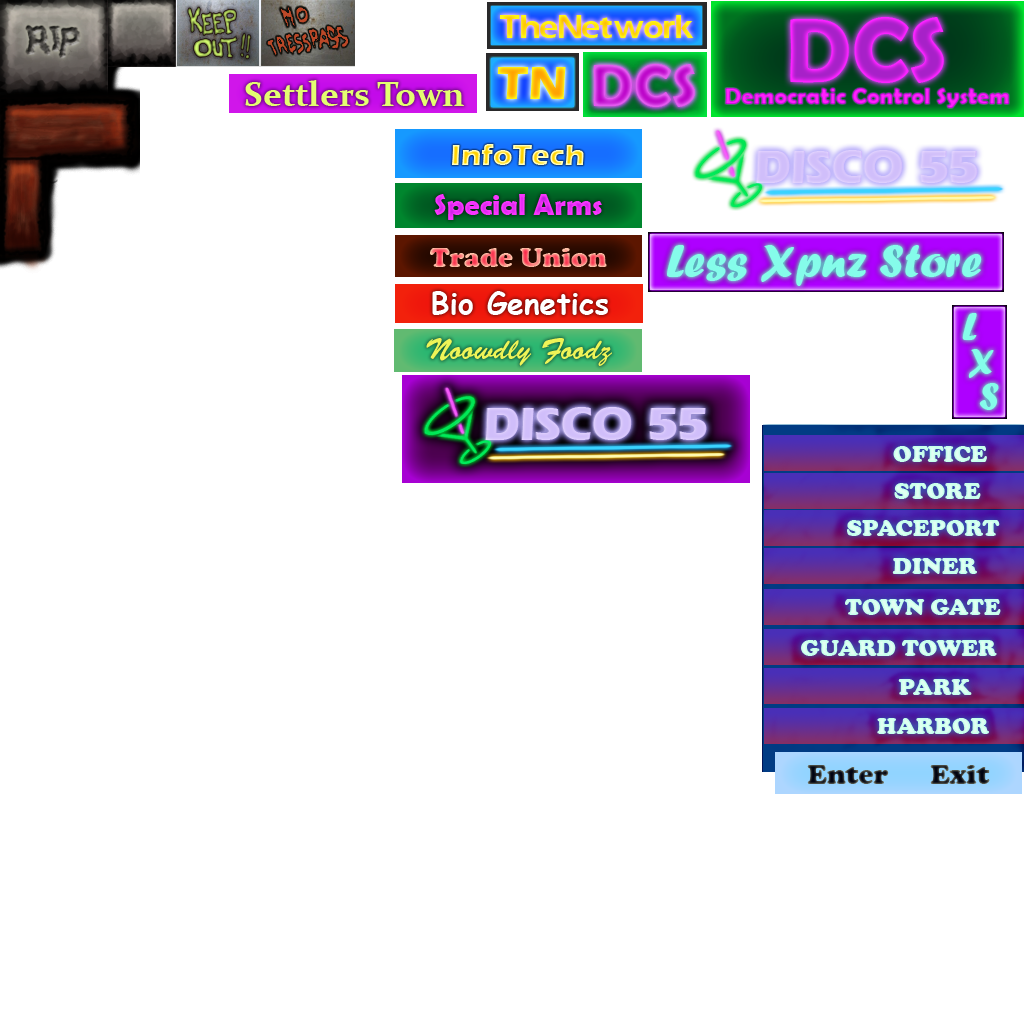 RIP
KEEP
OUT!!
NO
TRESSPASS
TheNetwork
TN
DCS
DCS
Democratic Control System
Settlers Town
InfoTech
Special Arms
Trade Union
Bio Genetics
Noowdly Foodz
DISCO 55
Less Xpnz Store
L
X
S
DISCO 55
OFFICE
STORE
SPACEPORT
DINER
TOWN GATE
GUARD TOWER
PARK
HARBOR
Enter Exit